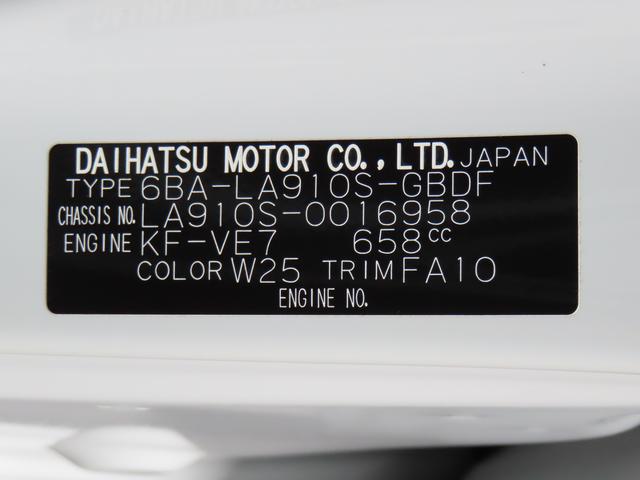 DAIHATSU MOTOR CO., LTD. JAPAN
TYPE 6BA-LA910S-GBDF
CHASSIS NO. LA910S-0016958
ENGINE KF-VE7 658cc
COLOR W25 TRIM FA10
ENGINE NO.